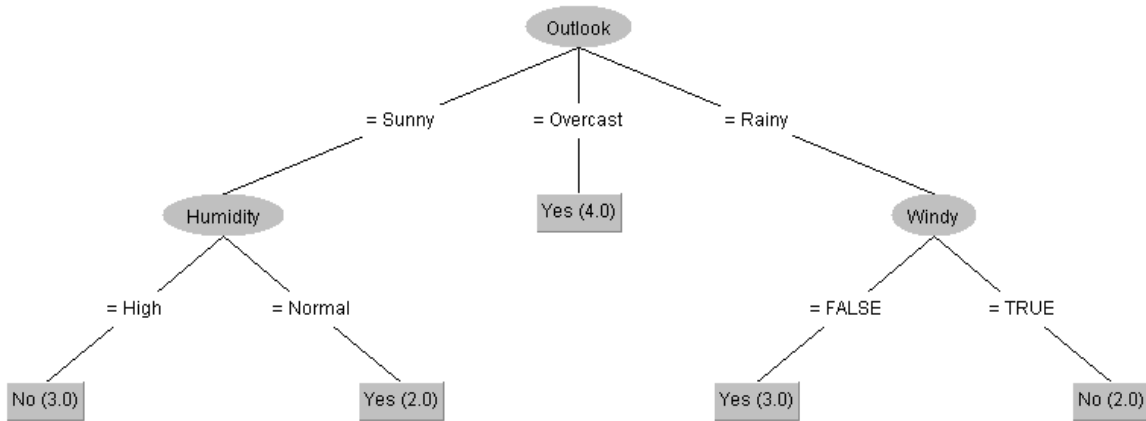 Outlook
= Sunny
= Overcast
= Rainy
Humidity
Yes (4.0)
Windy
= High
= Normal
= FALSE
= TRUE
No (3.0)
Yes (2.0)
Yes (3.0)
No (2.0)